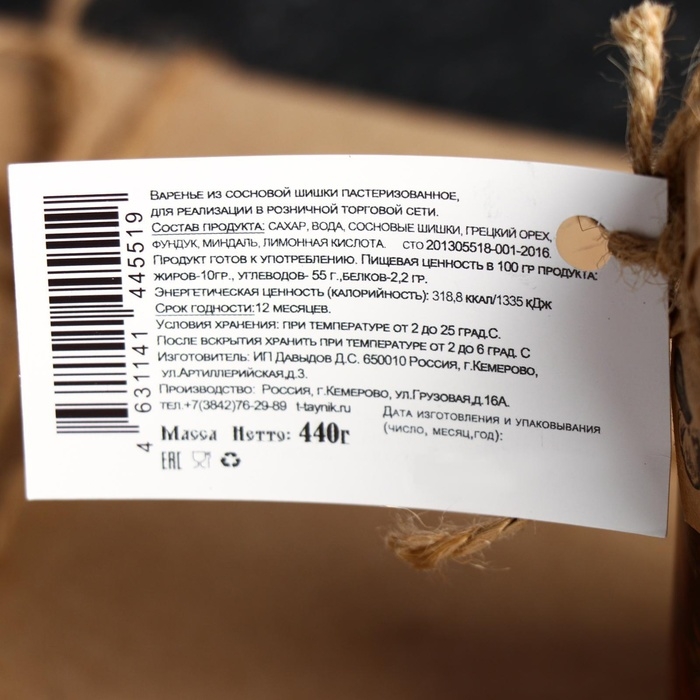 Варенье из сосновой шишки пастеризованное,
для реализации в розничной торговой сети.
Состав продукта: сахар, вода, сосновые шишки, грецкий орех,
фундук, миндаль, лимонная кислота. сто 201305518-001-2016.
Продукт готов к употреблению. Пищевая ценность в 100 гр продукта:
жиров-10гр., углеводов- 55 г.,белков-2,2 гр.
Энергетическая ценность (калорийность): 318,8 ккал/1335 кДж
Срок годности:12 месяцев.
Условия хранения: при температуре от 2 до 25 град.С.
После вскрытия хранить при температуре от 2 до 6 град. С
Изготовитель: ИП Давыдов Д.С. 650010 Россия, г.Кемерово,
ул.Артиллерийская,д.3.
Производство: Россия, г.Кемерово, ул.Грузовая,д.16А.
тел.+7(3842)76-29-89 t-taynik.ru
Дата изготовления и упаковывания
(число, месяц,год):
Масса Нетто: 440г
EAC
4 631141 445519